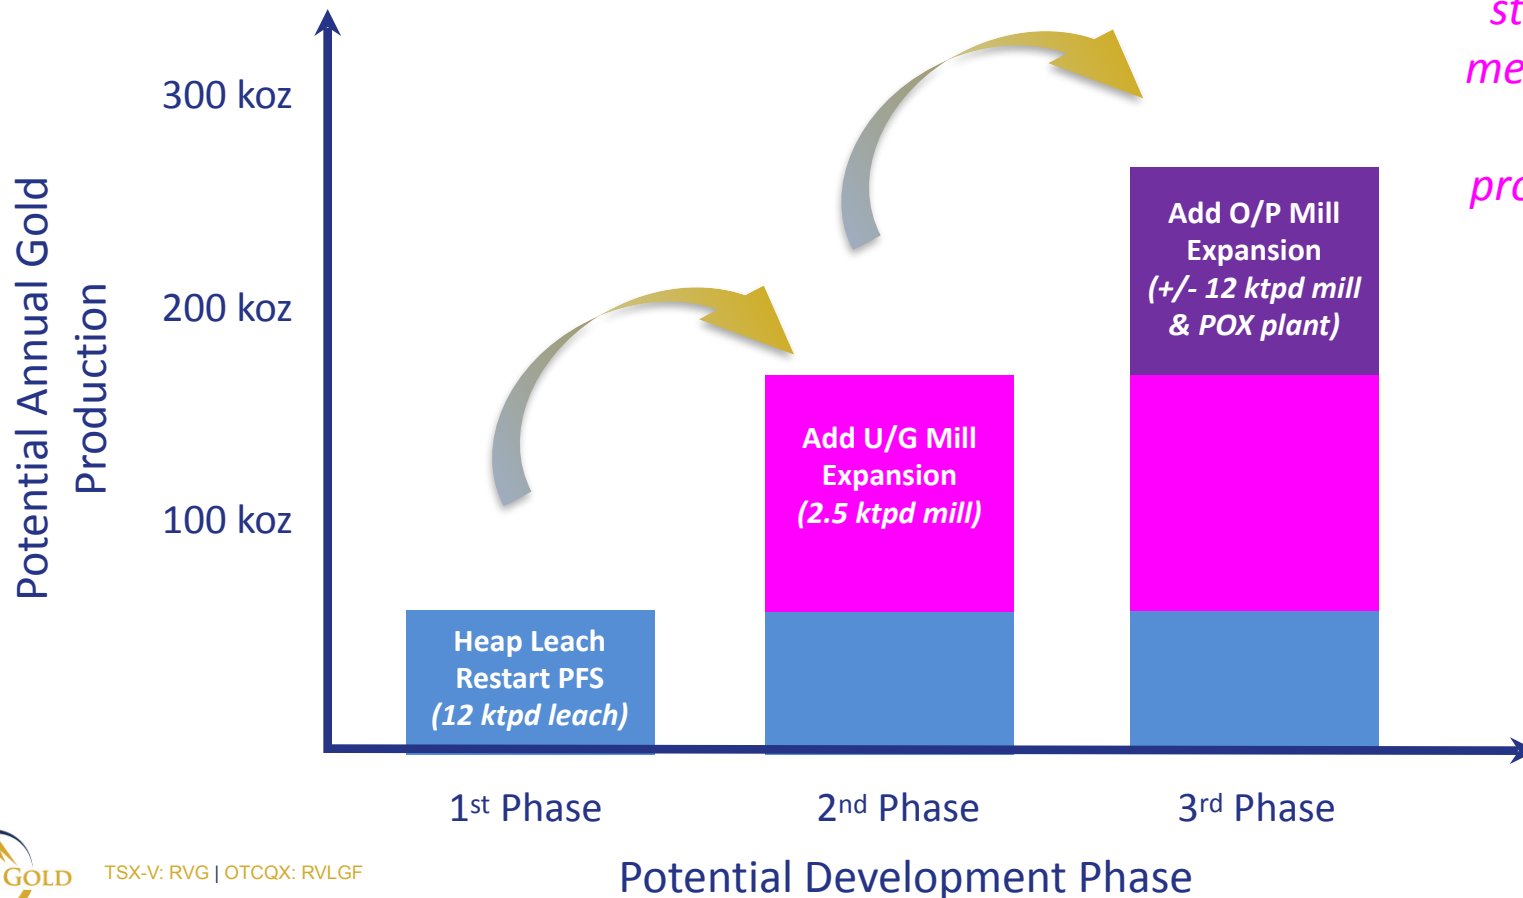 Potential Annual Gold
Production
300 koz
200 koz
100 koz
Heap Leach
Restart PFS
(12 ktpd leach)
Add U/G Mill
Expansion
(2.5 ktpd mill)
Add O/P Mill
Expansion
(+/- 12 ktpd mill
& POX plant)
1st Phase
2nd Phase
3rd Phase
Potential Development Phase
GOLD
TSX-V: RVG | OTCQX: RVLGF